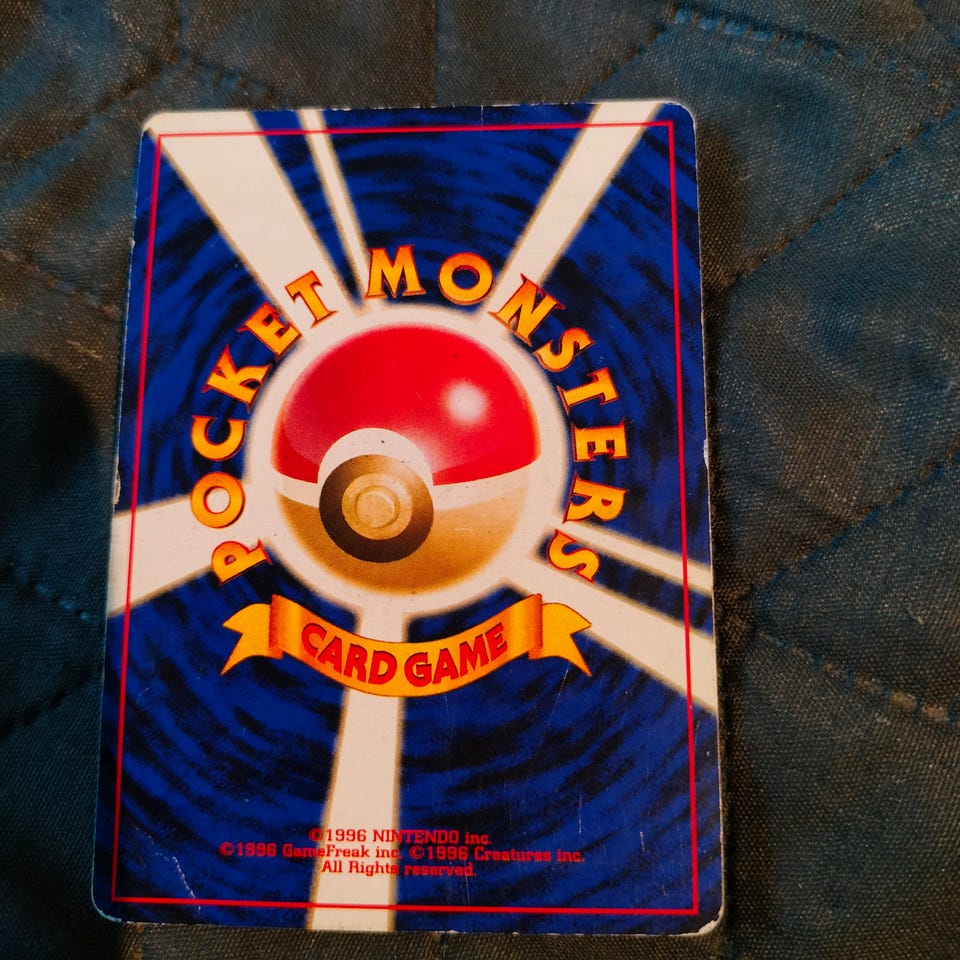 POCKET MONSTERS
CARD GAME
©1996 NINTENDO inc.
©1996 GameFreak inc. ©1996 Creatures inc.
All Rights reserved.